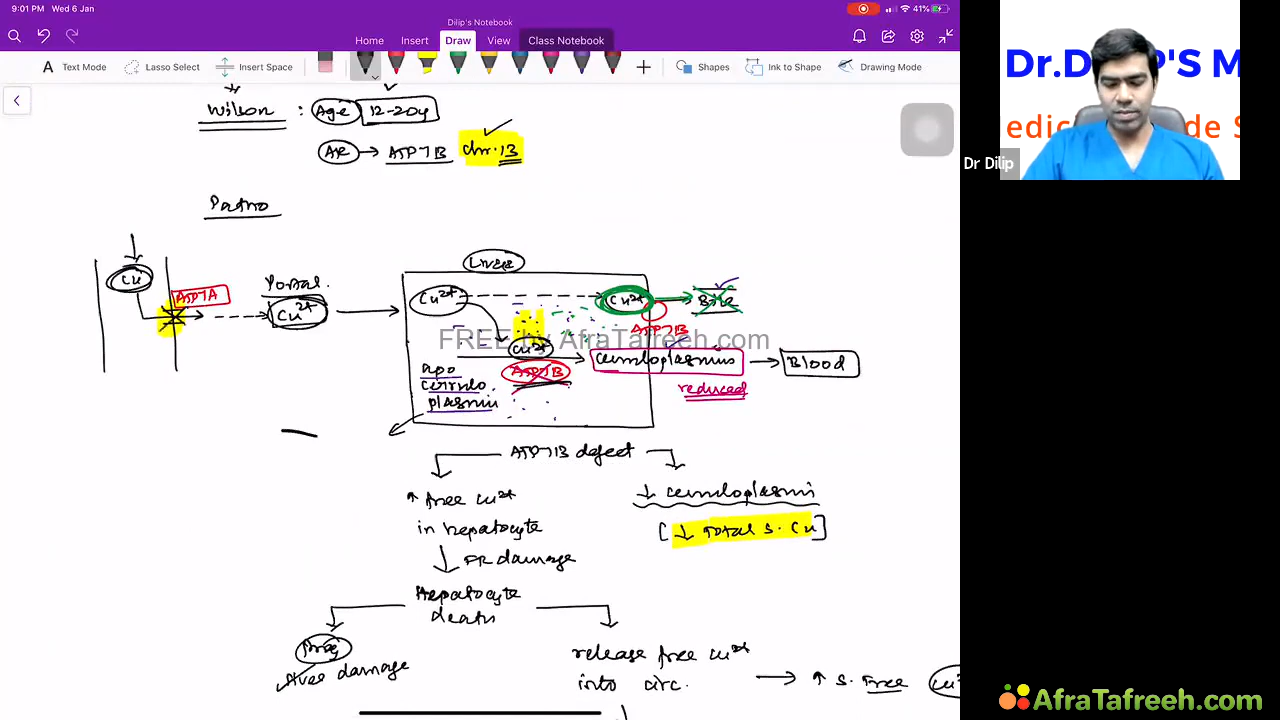 9:01 PM Wed 6 Jan
41%
Dilip's Notebook
Home Insert Draw View Class Notebook
Text Mode Lasso Select Insert Space Shapes Ink to Shape Drawing Mode
Wilson : Age 12-20y
AR → ATP7B chr.13
Patho
Liver
Cu
ATP7A
Portal
Cu2+
Cu2+
Cu2+
Bile
ATP7B
FREE by AfraTafreeh.com
Cu2+
apo
cerulo
plasmin
ATP7B
ceruloplasmin
Blood
reduced
ATP7B defect
↑ free Cu2+
in hepatocyte
↓ ceruloplasmi
[↓ Total S. Cu]
↓ FR damage
Hepatocyte
death
damage
release free Cu2+
into circ.
→ ↑ S. Free Cu2
Dr.D P'S M
edic de S
Dr Dilip
AfraTafreeh.com